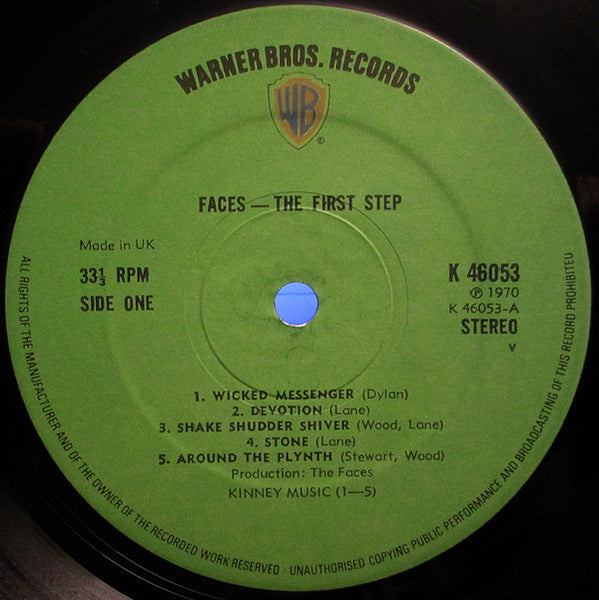 WARNER BROS. RECORDS
WB
®
FACES — THE FIRST STEP
Made in UK
33⅓ RPM
SIDE ONE
K 46053
℗ 1970
K 46053-A
STEREO
V
1. WICKED MESSENGER (Dylan)
2. DEVOTION (Lane)
3. SHAKE SHUDDER SHIVER (Wood, Lane)
4. STONE (Lane)
5. AROUND THE PLYNTH (Stewart, Wood)
Production: The Faces
KINNEY MUSIC (1—5)
ALL RIGHTS OF THE MANUFACTURER AND OF THE OWNER OF THE RECORDED WORK RESERVED · UNAUTHORISED COPYING PUBLIC PERFORMANCE AND BROADCASTING OF THIS RECORD PROHIBITED